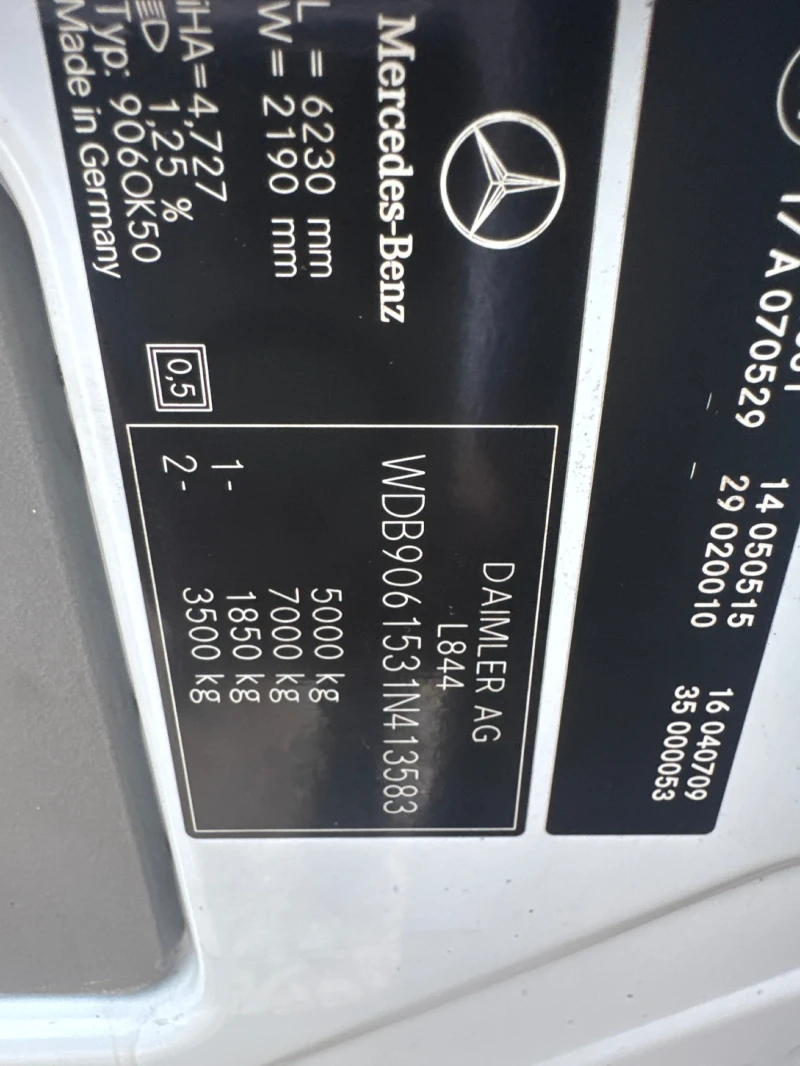 14 050515 16 040709
17A 070529 29 020010 35 000053
Mercedes-Benz
L = 6230 mm
W = 2190 mm
iHA=4,727
1,25 %
Typ: 906OK50
Made in Germany
0,5
DAIMLER AG
L844
WDB9061531N413583
5000 kg
7000 kg
1- 1850 kg
2- 3500 kg